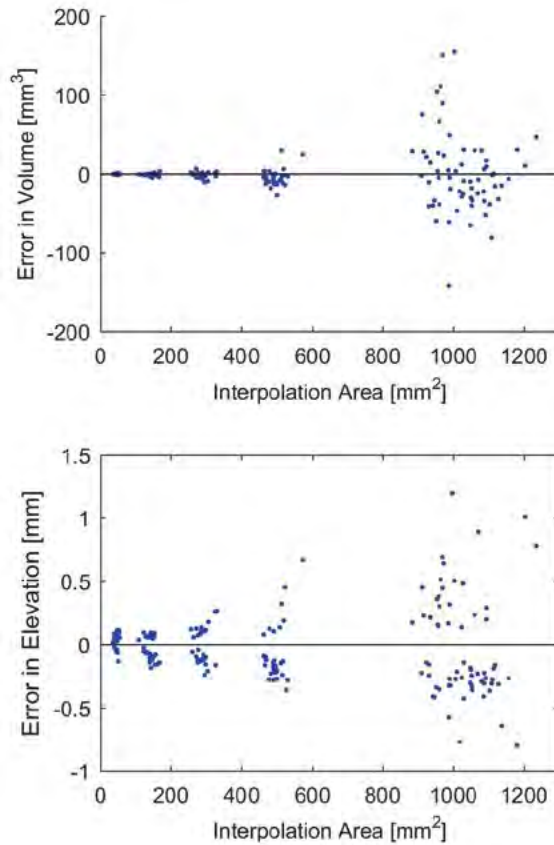 200
100
0
-100
-200
Error in Volume [mm³]
0 200 400 600 800 1000 1200
Interpolation Area [mm²]
1.5
1
0.5
0
-0.5
-1
Error in Elevation [mm]
0 200 400 600 800 1000 1200
Interpolation Area [mm²]